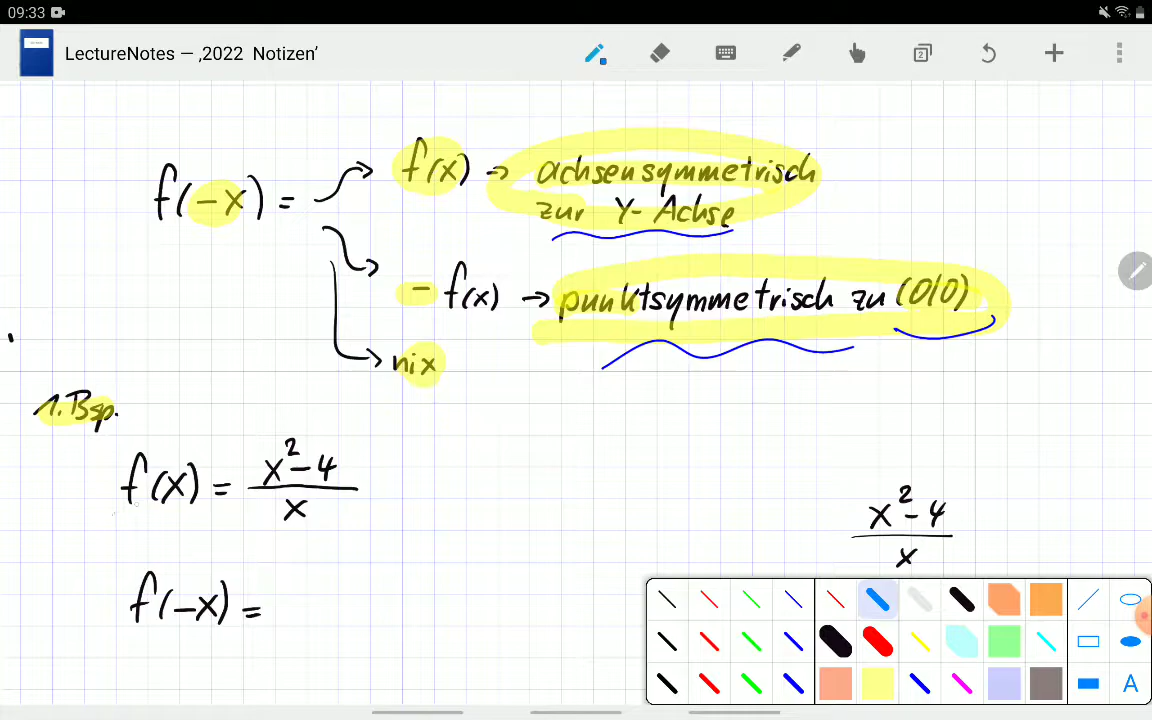 09:33
LectureNotes — ‚2022 Notizen’
2
f(-x) =
f(x) → achsensymmetrisch
zur Y-Achse
- f(x) → punktsymmetrisch zu (0|0)
nix
1. Bsp.
f(x) = x²-4 / x
x²-4 / x
f(-x) =
A